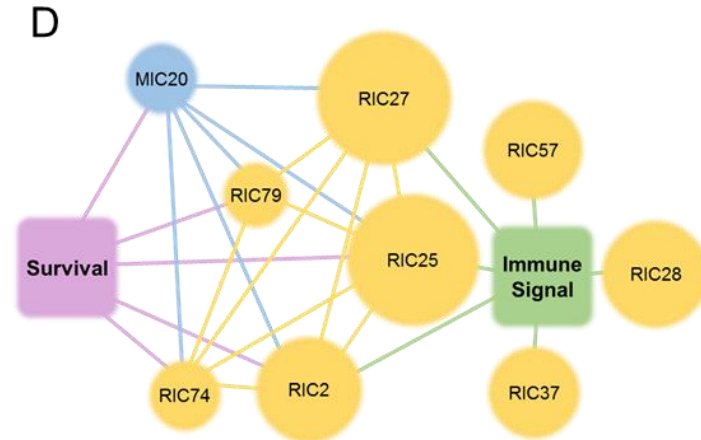 D
MIC20
RIC27
RIC57
RIC79
Survival
RIC25
Immune
Signal
RIC28
RIC74
RIC2
RIC37